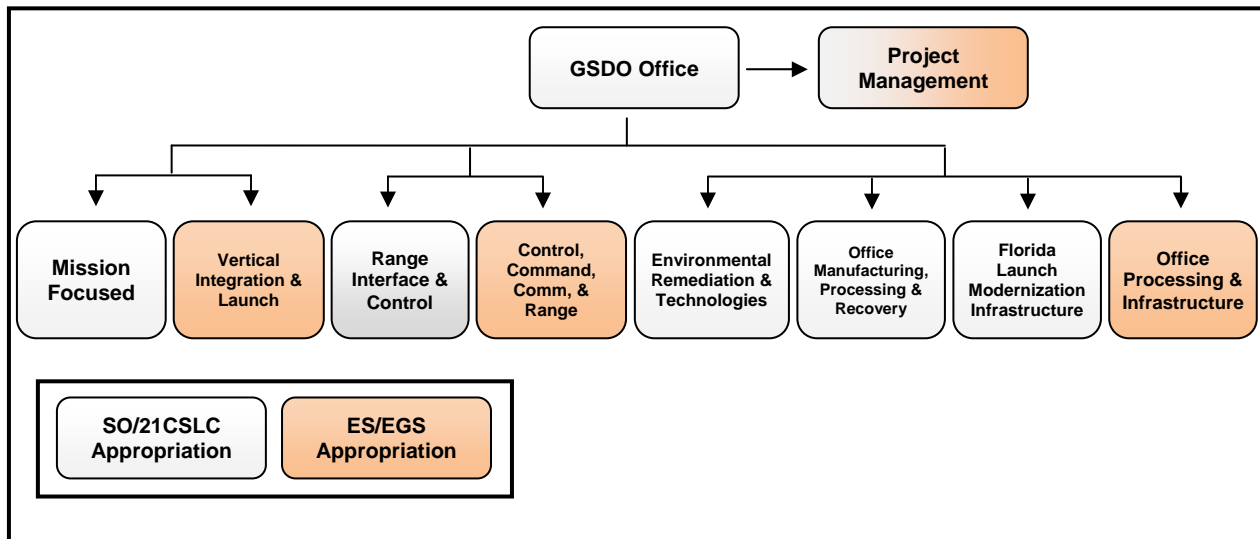 GSDO Office
Project
Management
Mission
Focused
Vertical
Integration &
Launch
Range
Interface &
Control
Control,
Command,
Comm, &
Range
Environmental
Remediation &
Technologies
Office
Manufacturing,
Processing &
Recovery
Florida
Launch
Modernization
Infrastructure
Office
Processing &
Infrastructure
SO/21CSLC
Appropriation
ES/EGS
Appropriation